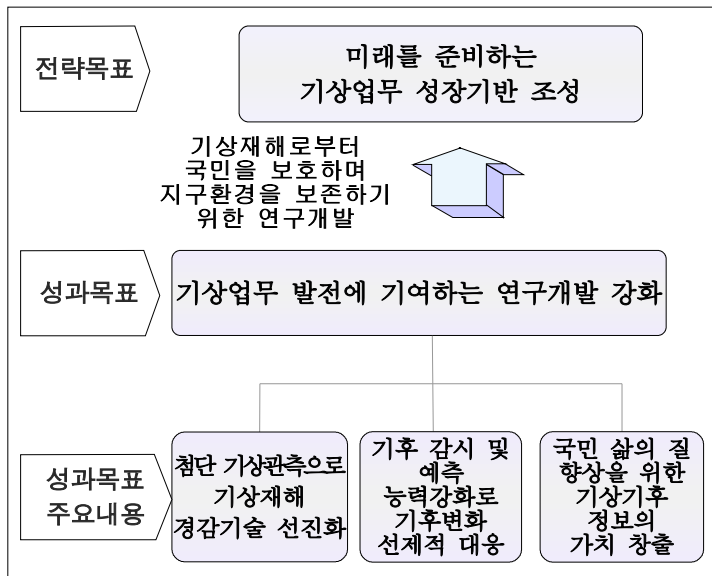 전략목표
미래를 준비하는
기상업무 성장기반 조성
기상재해로부터
국민을 보호하며
지구환경을 보존하기
위한 연구개발
성과목표
기상업무 발전에 기여하는 연구개발 강화
성과목표
주요내용
첨단 기상관측으로
기상재해
경감기술 선진화
기후 감시 및
예측
능력강화로
기후변화
선제적 대응
국민 삶의 질
향상을 위한
기상기후
정보의
가치 창출